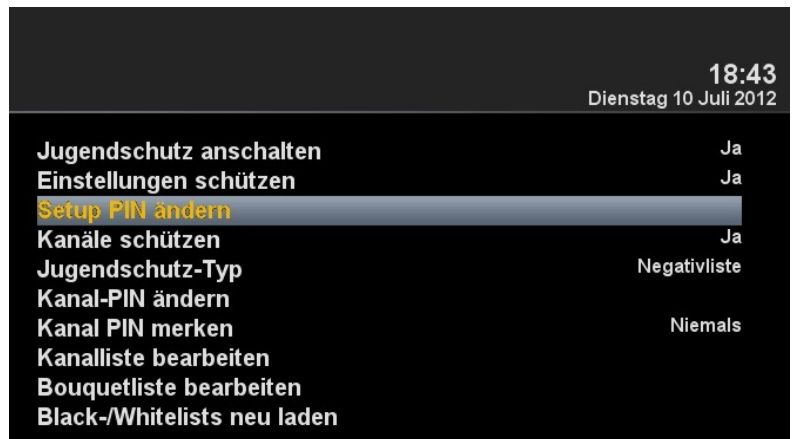 18:43
Dienstag 10 Juli 2012
Jugendschutz anschalten Ja
Einstellungen schützen Ja
Setup PIN ändern
Kanäle schützen Ja
Jugendschutz-Typ Negativliste
Kanal-PIN ändern
Kanal PIN merken Niemals
Kanalliste bearbeiten
Bouquetliste bearbeiten
Black-/Whitelists neu laden